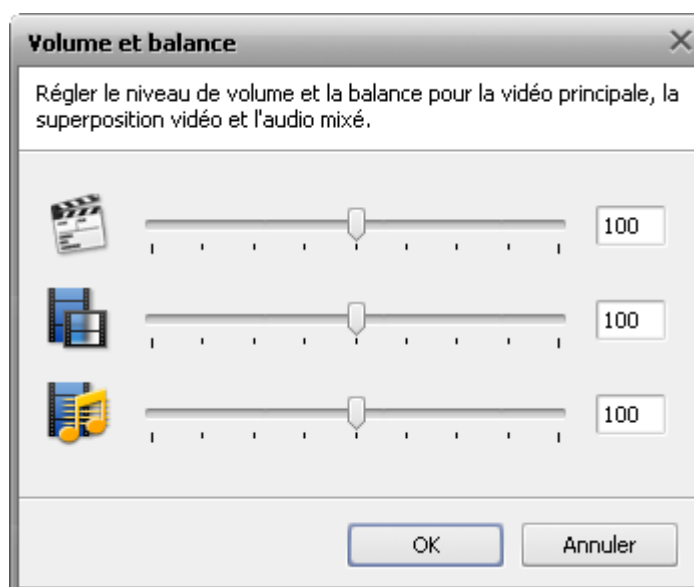 Volume et balance
Régler le niveau de volume et la balance pour la vidéo principale, la
superposition vidéo et l'audio mixé.
100
100
100
OK Annuler